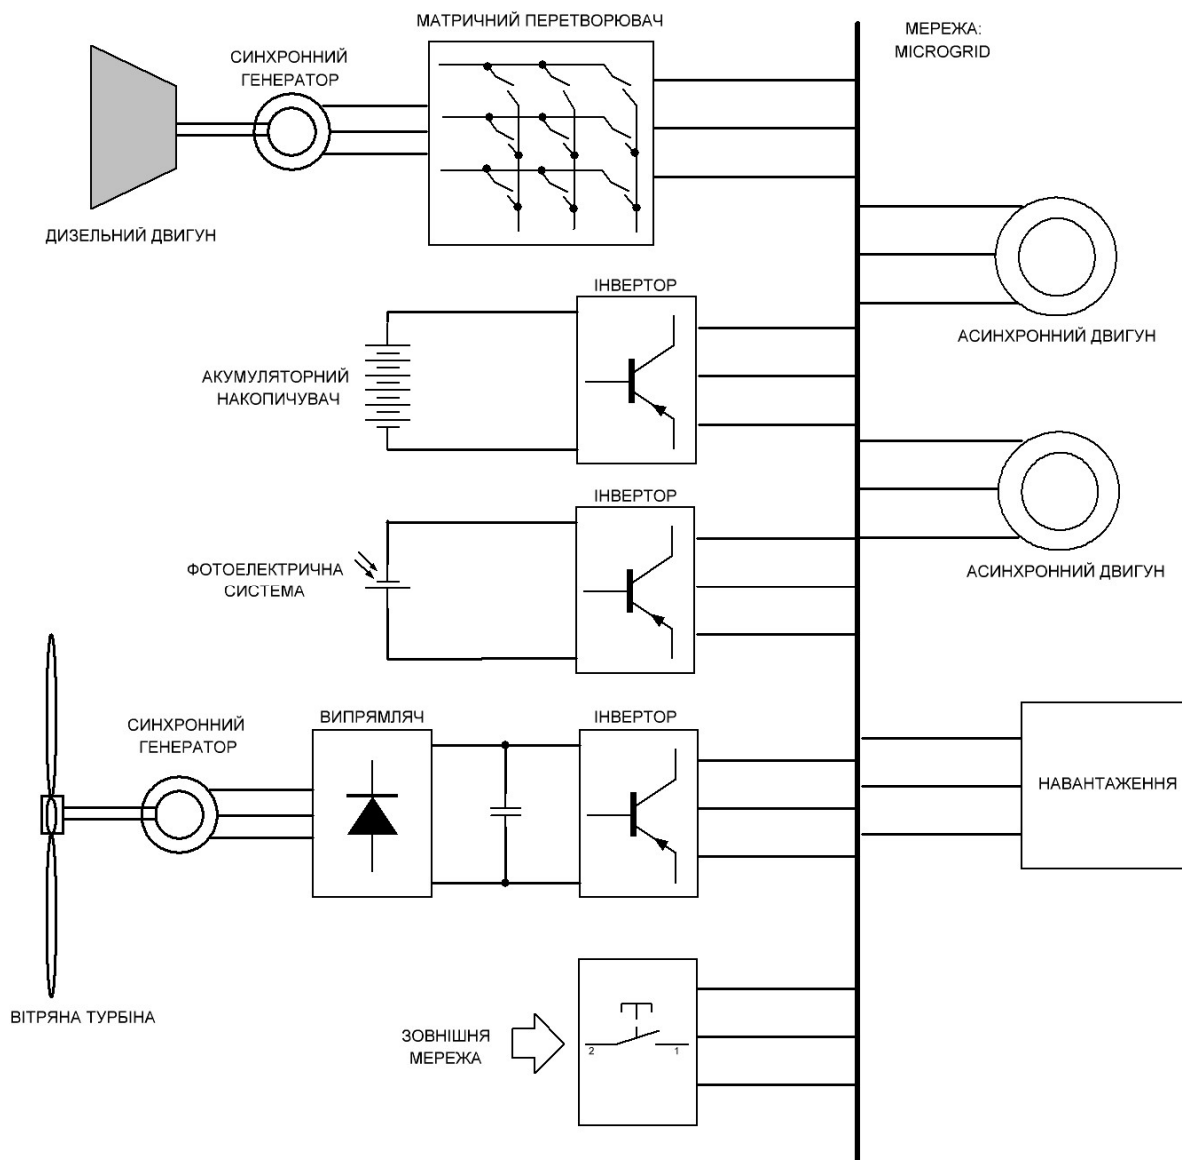 МАТРИЧНИЙ ПЕРЕТВОРЮВАЧ
МЕРЕЖА:
MICROGRID
СИНХРОННИЙ
ГЕНЕРАТОР
ДИЗЕЛЬНИЙ ДВИГУН
ІНВЕРТОР
АСИНХРОННИЙ ДВИГУН
АКУМУЛЯТОРНИЙ
НАКОПИЧУВАЧ
ІНВЕРТОР
ФОТОЕЛЕКТРИЧНА
СИСТЕМА
АСИНХРОННИЙ ДВИГУН
СИНХРОННИЙ
ГЕНЕРАТОР
ВИПРЯМЛЯЧ
ІНВЕРТОР
НАВАНТАЖЕННЯ
ВІТРЯНА ТУРБІНА
ЗОВНІШНЯ
МЕРЕЖА
2 1